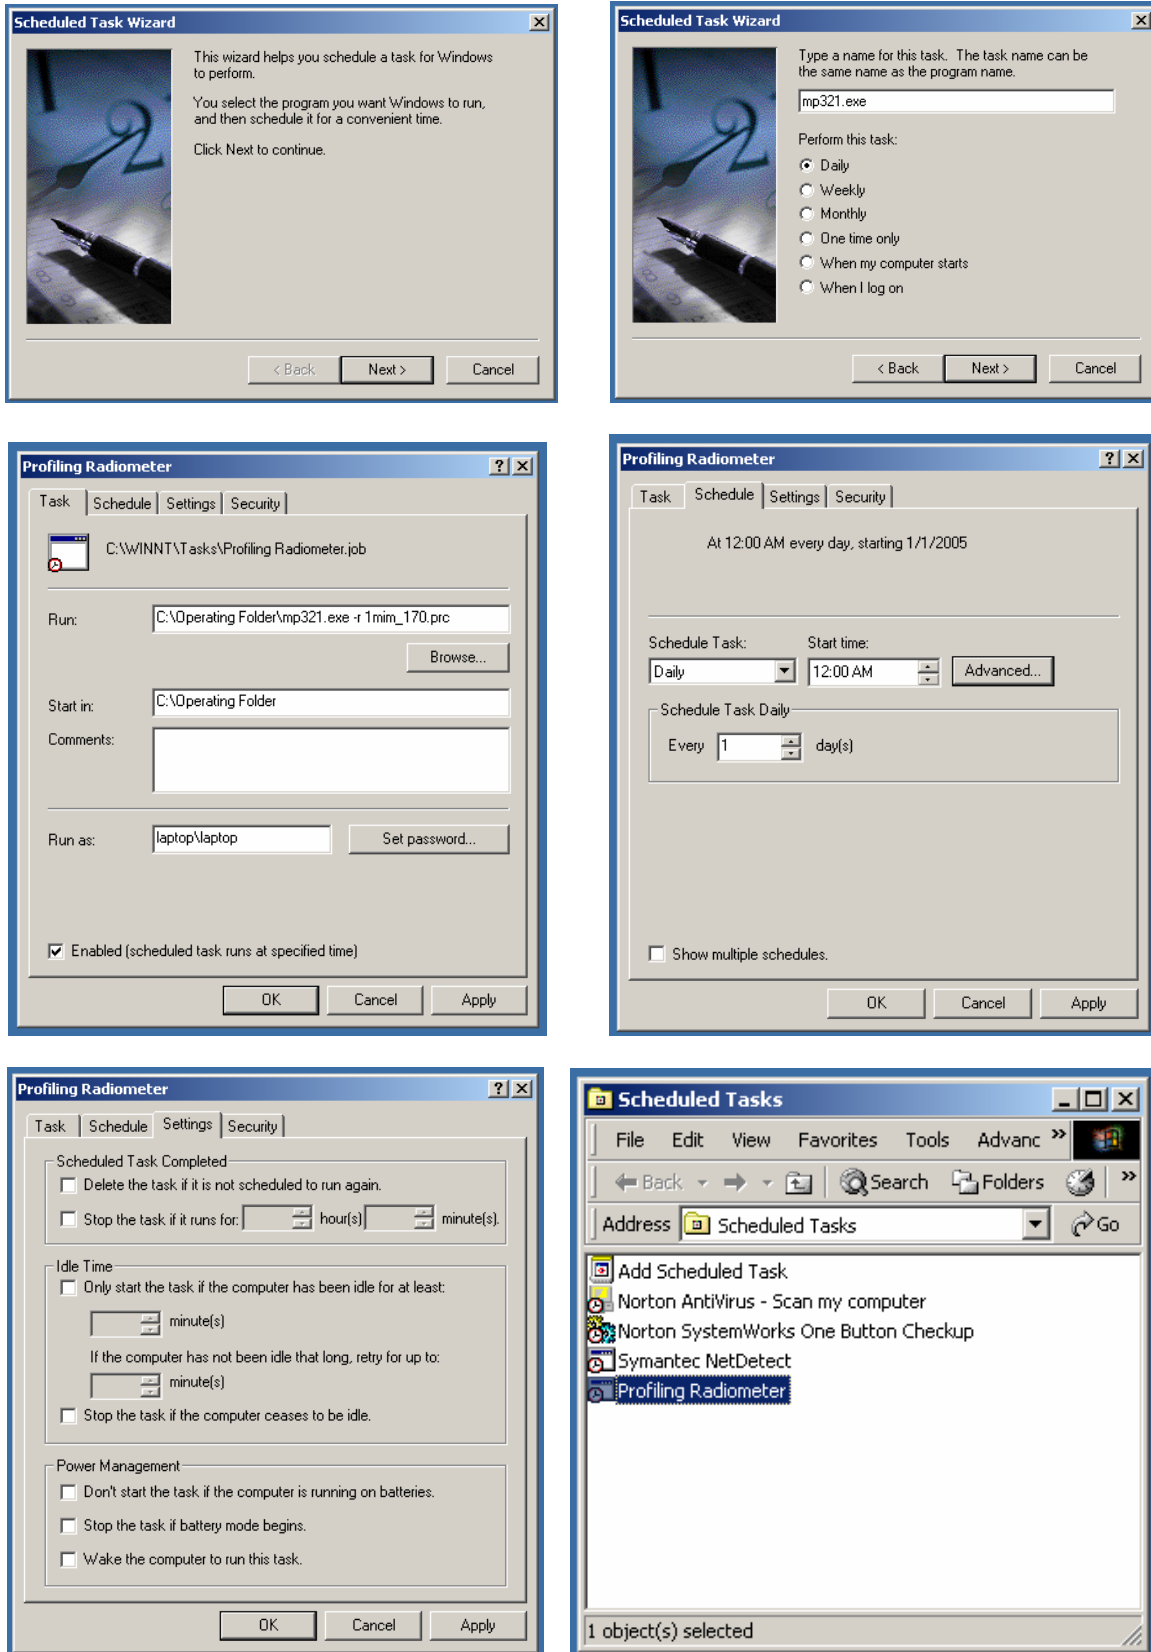 Scheduled Task Wizard
This wizard helps you schedule a task for Windows
to perform.
You select the program you want Windows to run,
and then schedule it for a convenient time.
Click Next to continue.
< Back
Next >
Cancel
Scheduled Task Wizard
Type a name for this task. The task name can be
the same name as the program name.
mp321.exe
Perform this task:
Daily
Weekly
Monthly
One time only
When my computer starts
When I log on
< Back
Next >
Cancel
Profiling Radiometer
Task
Schedule
Settings
Security
C:\WINNT\Tasks\Profiling Radiometer.job
Run:
C:\Operating Folder\mp321.exe -r 1mim_170.prc
Browse...
Start in:
C:\Operating Folder
Comments:
Run as:
laptop\laptop
Set password...
Enabled (scheduled task runs at specified time)
OK
Cancel
Apply
Profiling Radiometer
Task
Schedule
Settings
Security
At 12:00 AM every day, starting 1/1/2005
Schedule Task:
Start time:
Daily
12:00 AM
Advanced...
Schedule Task Daily
Every 1 day(s)
Show multiple schedules.
OK
Cancel
Apply
Profiling Radiometer
Task
Schedule
Settings
Security
Scheduled Task Completed
Delete the task if it is not scheduled to run again.
Stop the task if it runs for: hour(s) minute(s).
Idle Time
Only start the task if the computer has been idle for at least:
minute(s)
If the computer has not been idle that long, retry for up to:
minute(s)
Stop the task if the computer ceases to be idle.
Power Management
Don't start the task if the computer is running on batteries.
Stop the task if battery mode begins.
Wake the computer to run this task.
OK
Cancel
Apply
Scheduled Tasks
File Edit View Favorites Tools Advanc »
Back Search Folders »
Address Scheduled Tasks Go
Add Scheduled Task
Norton AntiVirus - Scan my computer
Norton SystemWorks One Button Checkup
Symantec NetDetect
Profiling Radiometer
1 object(s) selected